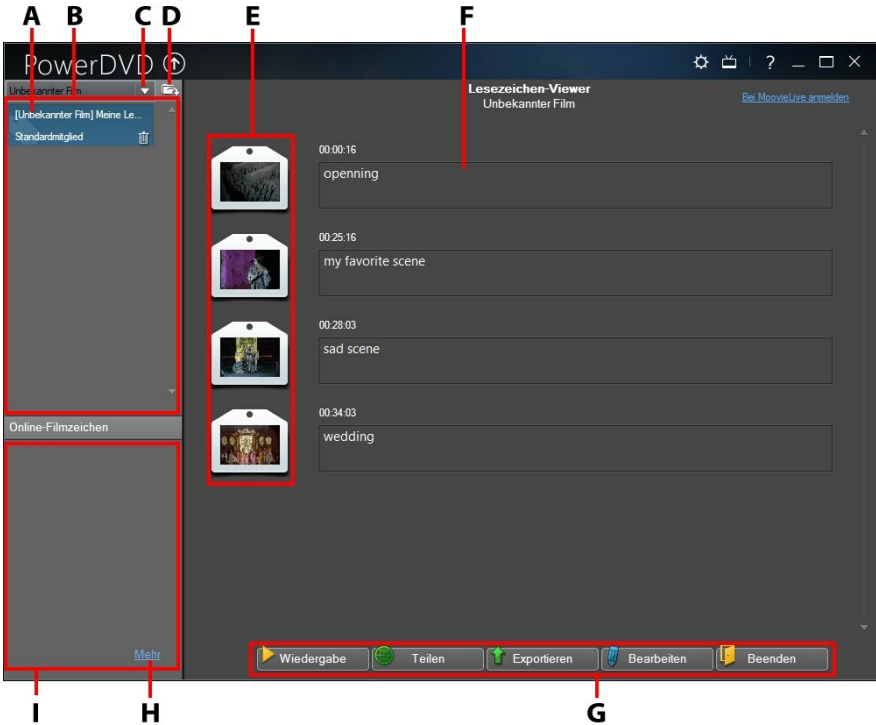 A B C D E F
PowerDVD
?
Unbekannter Film
Lesezeichen-Viewer
Unbekannter Film
Bei MoovieLive anmelden
[Unbekannter Film] Meine Le...
Standardmitglied
00:00:16
openning
00:25:16
my favorite scene
00:28:03
sad scene
00:34:03
wedding
Online-Filmzeichen
Mehr
Wiedergabe Teilen Exportieren Bearbeiten Beenden
I H G